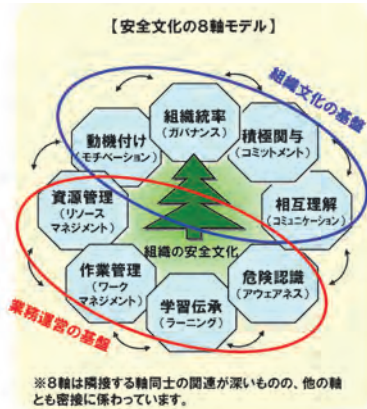 【安全文化の8軸モデル】
組織文化の基盤
組織統率
(ガバナンス)
動機付け
(モチベーション)
積極関与
(コミットメント)
資源管理
(リソース
マネジメント)
相互理解
(コミュニケーション)
組織の安全文化
作業管理
(ワーク
マネジメント)
危険認識
(アウェアネス)
学習伝承
(ラーニング)
業務運営の基盤
※8軸は隣接する軸同士の関連が深いものの、他の軸
とも密接に係わっています。